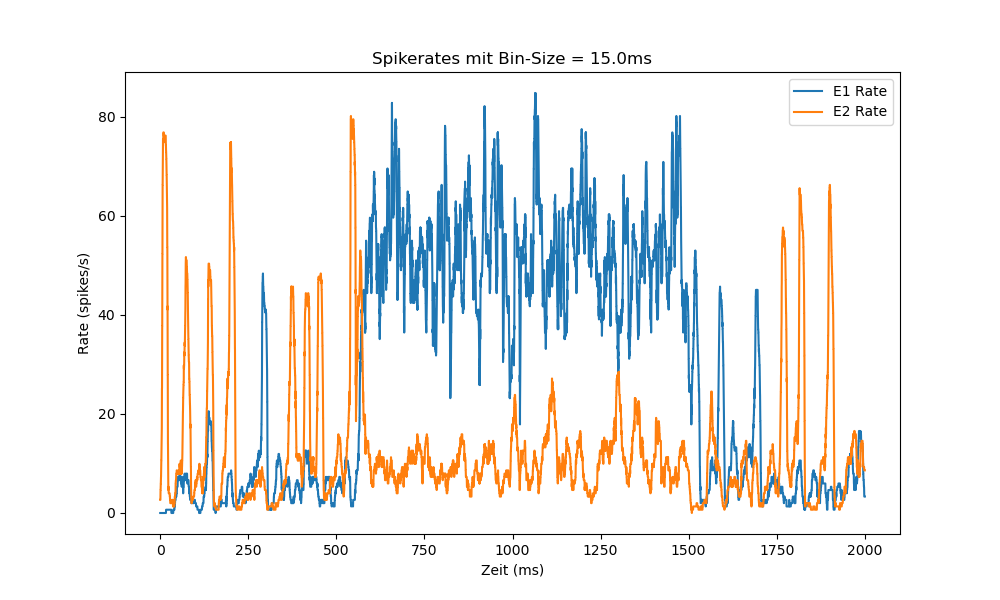 Spikerates mit Bin-Size = 15.0ms
E1 Rate
E2 Rate
Rate (spikes/s)
80
60
40
20
0
0 250 500 750 1000 1250 1500 1750 2000
Zeit (ms)